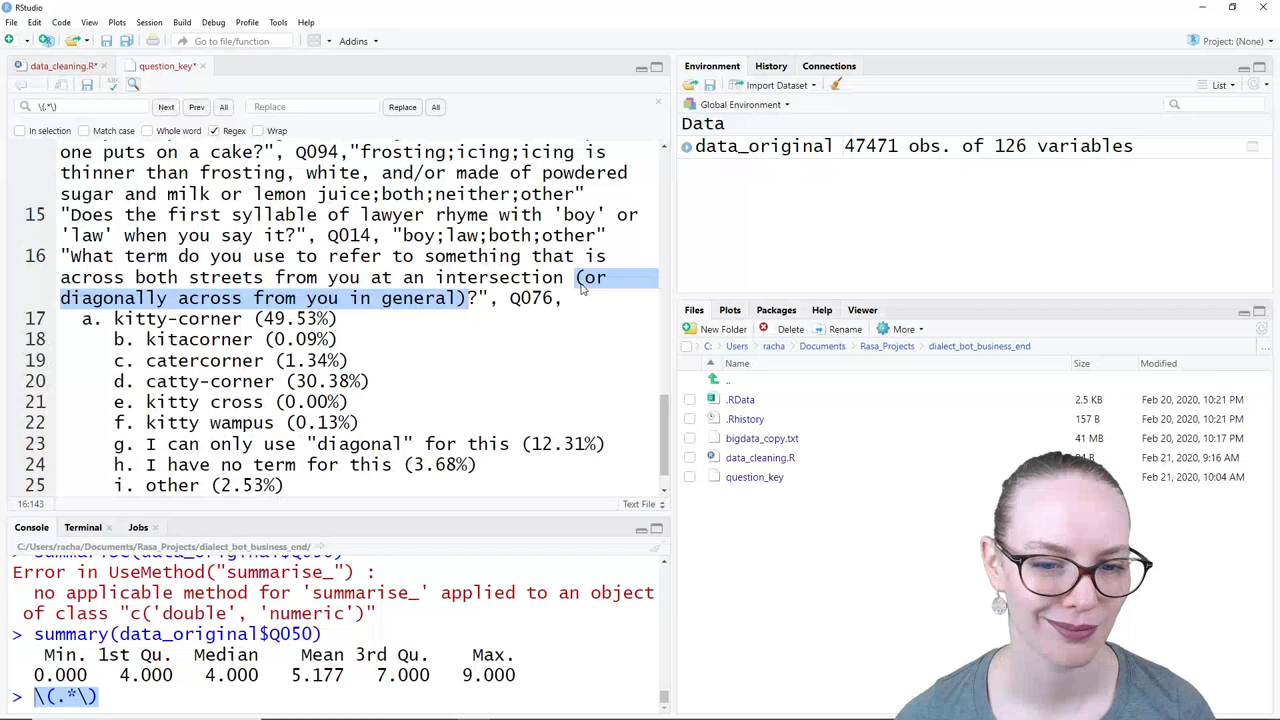 RStudio
File Edit Code View Plots Session Build Debug Profile Tools Help
Go to file/function Addins Project: (None)
data_cleaning.R* question_key*
Environment History Connections
Import Dataset List
\(.*\) Next Prev All Replace Replace All
Global Environment
In selection Match case Whole word Regex Wrap
Data
data_original 47471 obs. of 126 variables
one puts on a cake?", Q094,"frosting;icing;icing is
thinner than frosting, white, and/or made of powdered
sugar and milk or lemon juice;both;neither;other"
15 "Does the first syllable of lawyer rhyme with 'boy' or
'law' when you say it?", Q014, "boy;law;both;other"
16 "What term do you use to refer to something that is
across both streets from you at an intersection (or
diagonally across from you in general)?", Q076,
17 a. kitty-corner (49.53%)
18 b. kitacorner (0.09%)
19 c. catercorner (1.34%)
20 d. catty-corner (30.38%)
21 e. kitty cross (0.00%)
22 f. kitty wampus (0.13%)
23 g. I can only use "diagonal" for this (12.31%)
24 h. I have no term for this (3.68%)
25 i. other (2.53%)
16:143 Text File
Files Plots Packages Help Viewer
New Folder Delete Rename More
C: Users racha Documents Rasa_Projects dialect_bot_business_end ...
Name Size Modified
..
.RData 2.5 KB Feb 20, 2020, 10:21 PM
.Rhistory 157 B Feb 20, 2020, 10:21 PM
bigdata_copy.txt 41 MB Feb 20, 2020, 10:17 PM
data_cleaning.R B Feb 21, 2020, 9:16 AM
question_key Feb 21, 2020, 10:04 AM
Console Terminal Jobs
C:/Users/racha/Documents/Rasa_Projects/dialect_bot_business_end/
Error in UseMethod("summarise_") :
no applicable method for 'summarise_' applied to an object
of class "c('double', 'numeric')"
> summary(data_original$Q050)
Min. 1st Qu. Median Mean 3rd Qu. Max.
0.000 4.000 4.000 5.177 7.000 9.000
> \(.*\)